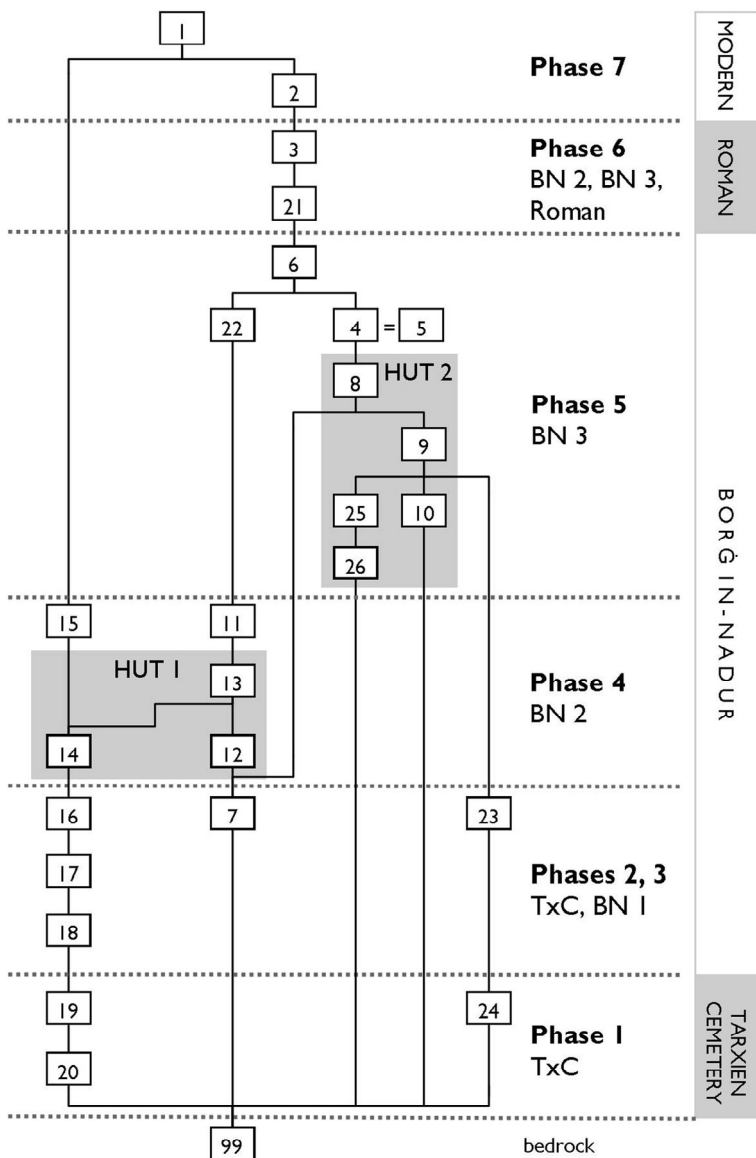 1
Phase 7
MODERN
2
3
Phase 6
BN 2, BN 3,
Roman
ROMAN
21
6
22
4 = 5
8
HUT 2
Phase 5
BN 3
9
25
10
26
BORĠ IN-NADUR
15
11
HUT 1
13
Phase 4
BN 2
14
12
16
7
23
17
Phases 2, 3
TxC, BN 1
18
19
24
Phase 1
TxC
20
TARXIEN
CEMETERY
99
bedrock